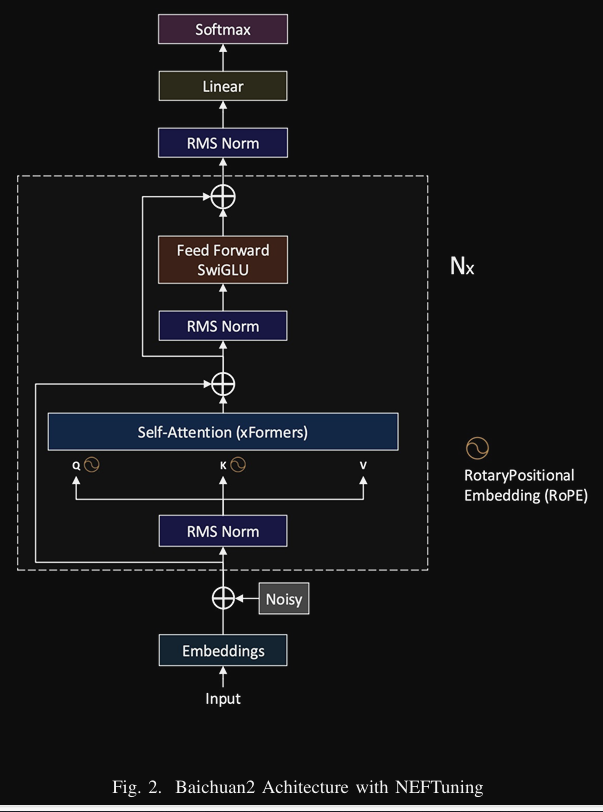 Softmax
Linear
RMS Norm
Feed Forward
SwiGLU
Nx
RMS Norm
Self-Attention (xFormers)
Q
K
V
RotaryPositional
Embedding (RoPE)
RMS Norm
Noisy
Embeddings
Input
Fig. 2. Baichuan2 Achitecture with NEFTuning